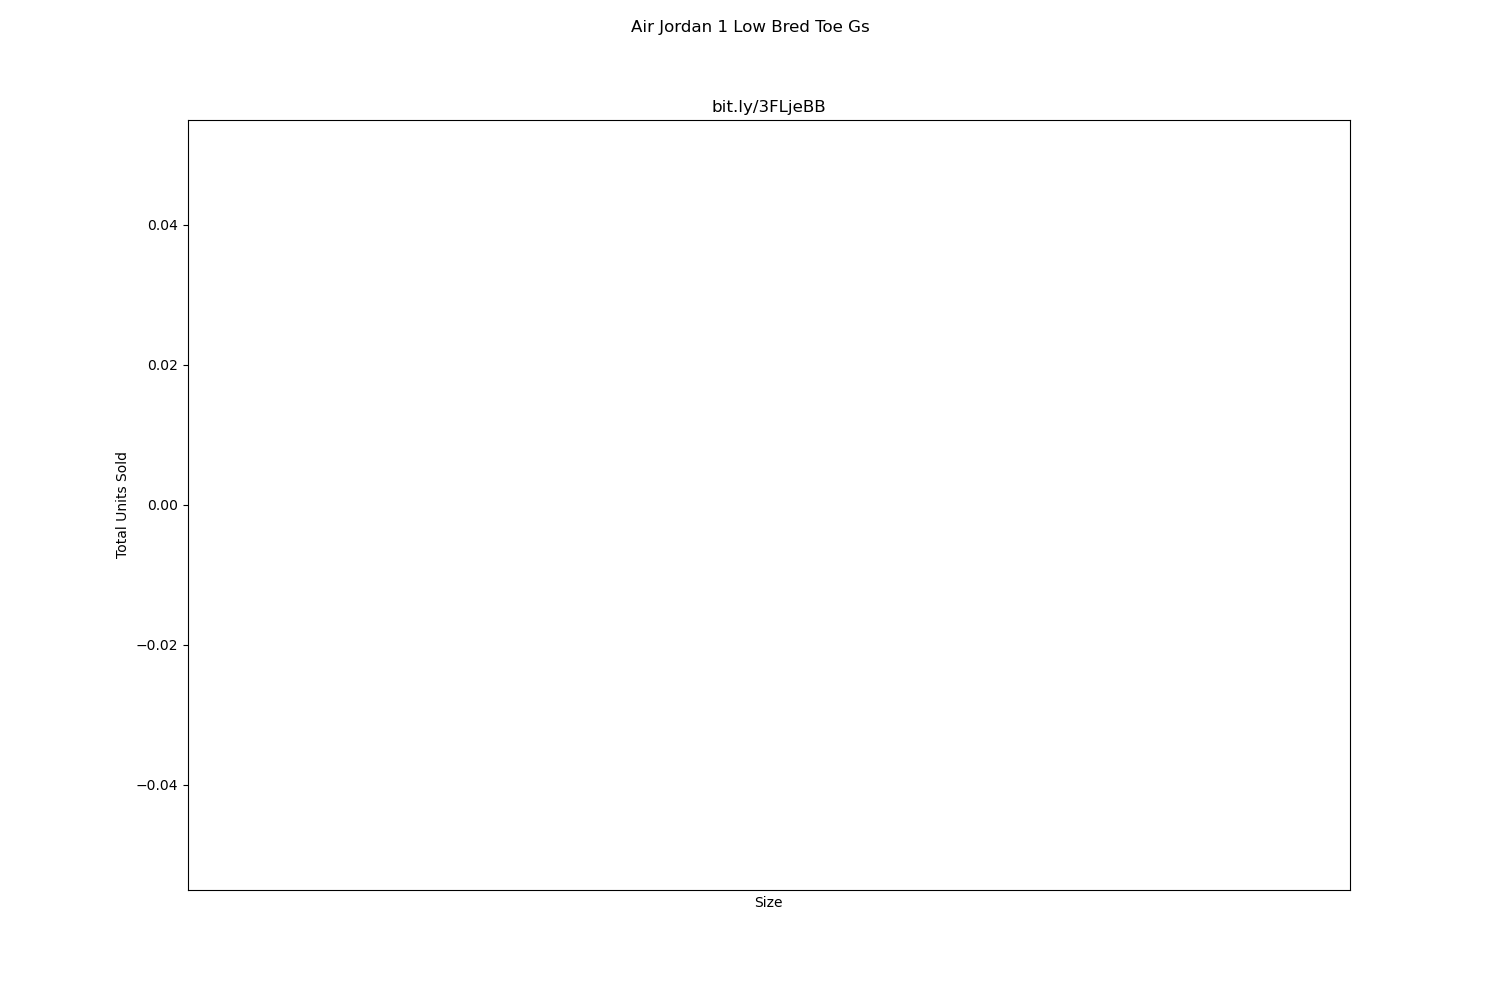 Air Jordan 1 Low Bred Toe Gs
bit.ly/3FLjeBB
0.04
0.02
0.00
−0.02
−0.04
Total Units Sold
Size